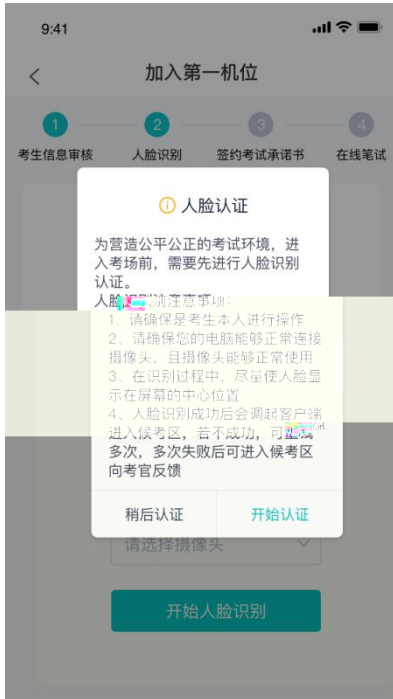 9:41
加入第一机位
1 2 3 4
考生信息审核 人脸识别 签约考试承诺书 在线笔试
人脸认证
为营造公平公正的考试环境，进
入考场前，需要先进行人脸识别
认证。
人脸识别注意事项：
1、请确保是考生本人进行操作
2、请确保您的电脑能够正常连接
摄像头，且摄像头能够正常使用
3、在识别过程中，尽量使人脸显
示在屏幕的中心位置
4、人脸识别成功后会调起客户端
进入候考区，若不成功，可
多次，多次失败后可进入候考区
向考官反馈
稍后认证 开始认证
请选择摄像头
开始人脸识别